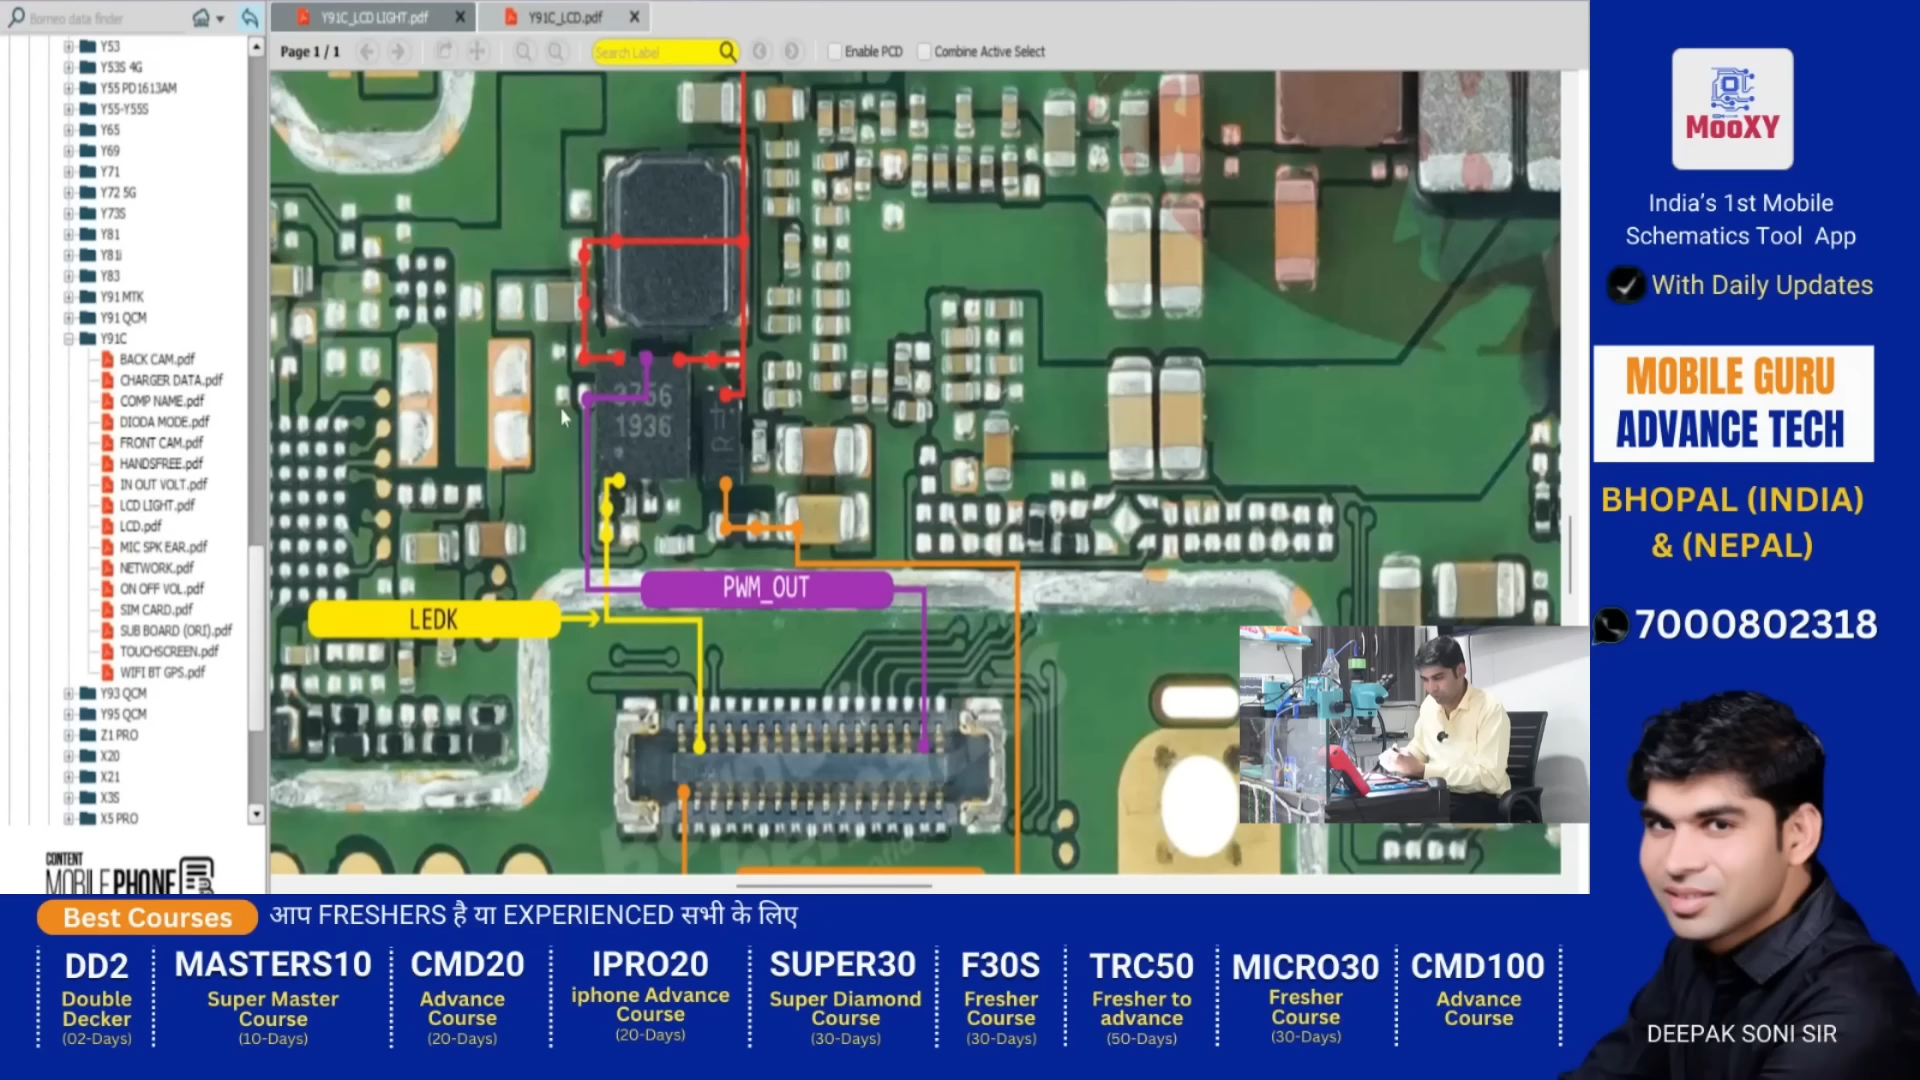 Borneo data finder
Y91C_LCD LIGHT.pdf
Y91C_LCD.pdf
Page 1 / 1
Search Label
Enable PCD
Combine Active Select
Y53
Y53S 4G
Y55 PD1613AM
Y55-Y55S
Y65
Y69
Y71
Y72 5G
Y73S
Y81
Y81i
Y83
Y91 MTK
Y91 QCM
Y91C
BACK CAM.pdf
CHARGER DATA.pdf
COMP NAME.pdf
DIODA MODE.pdf
FRONT CAM.pdf
HANDSFREE.pdf
IN OUT VOLT.pdf
LCD LIGHT.pdf
LCD.pdf
MIC SPK EAR.pdf
NETWORK.pdf
ON OFF VOL.pdf
SIM CARD.pdf
SUB BOARD (ORI).pdf
TOUCHSCREEN.pdf
WIFI BT GPS.pdf
Y93 QCM
Y95 QCM
Z1 PRO
X20
X21
X3S
X5 PRO
CONTENT
MOBILE PHONE
3756
1936
PWM_OUT
LEDK
MOOXY
India's 1st Mobile
Schematics Tool App
With Daily Updates
MOBILE GURU
ADVANCE TECH
BHOPAL (INDIA)
& (NEPAL)
7000802318
DEEPAK SONI SIR
Best Courses
आप FRESHERS है या EXPERIENCED सभी के लिए
DD2
Double
Decker
(02-Days)
MASTERS10
Super Master
Course
(10-Days)
CMD20
Advance
Course
(20-Days)
IPRO20
iphone Advance
Course
(20-Days)
SUPER30
Super Diamond
Course
(30-Days)
F30S
Fresher
Course
(30-Days)
TRC50
Fresher to
advance
(50-Days)
MICRO30
Fresher
Course
(30-Days)
CMD100
Advance
Course